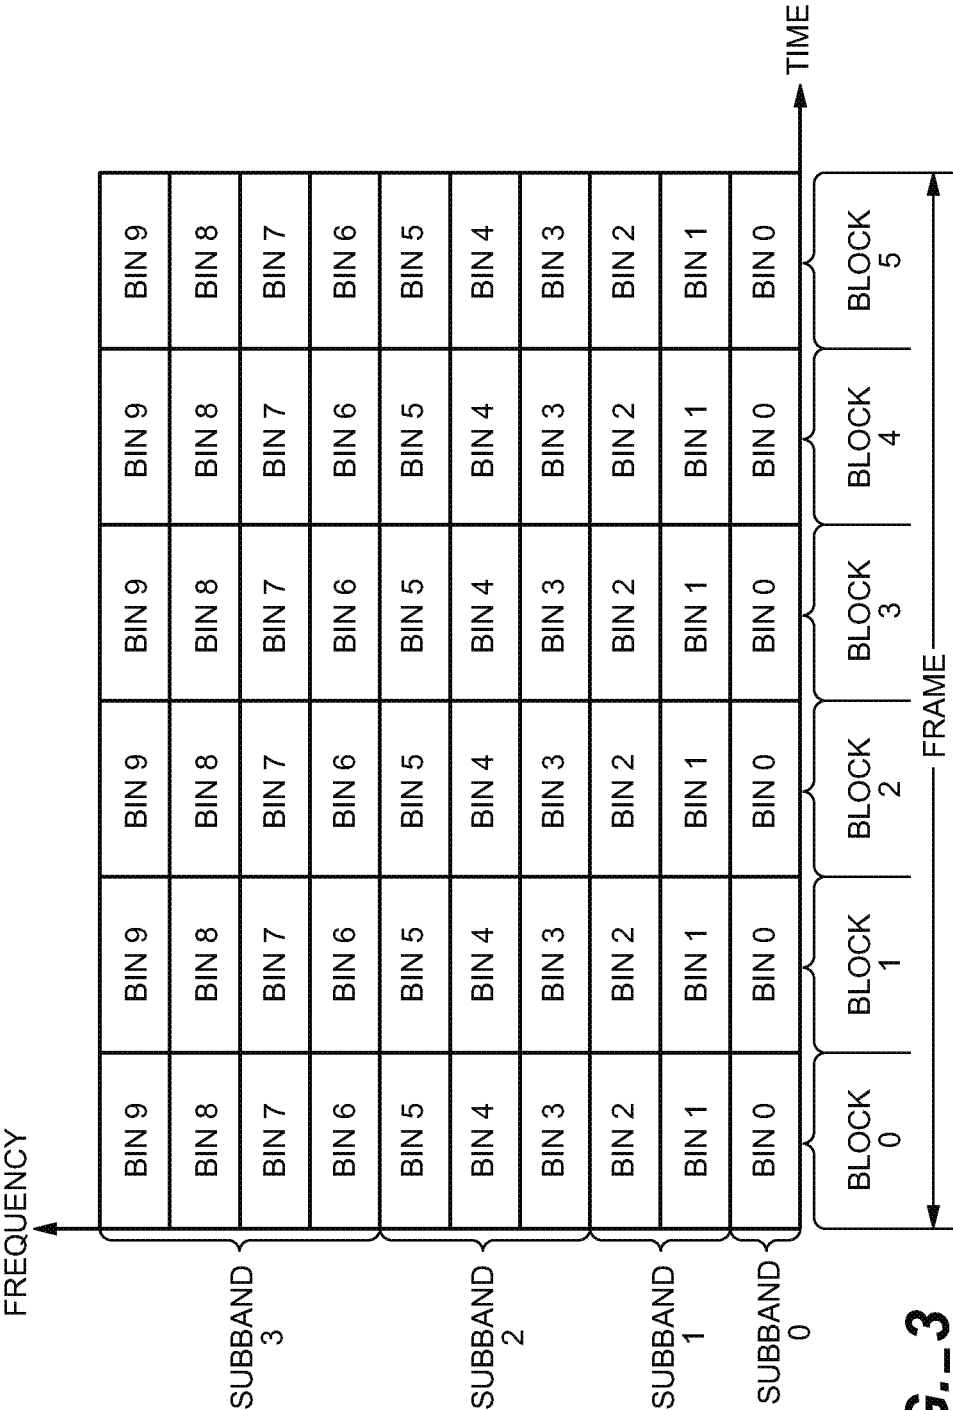 FREQUENCY
BIN 9 BIN 9 BIN 9 BIN 9 BIN 9 BIN 9
BIN 8 BIN 8 BIN 8 BIN 8 BIN 8 BIN 8
SUBBAND
3
BIN 7 BIN 7 BIN 7 BIN 7 BIN 7 BIN 7
BIN 6 BIN 6 BIN 6 BIN 6 BIN 6 BIN 6
BIN 5 BIN 5 BIN 5 BIN 5 BIN 5 BIN 5
SUBBAND
2
BIN 4 BIN 4 BIN 4 BIN 4 BIN 4 BIN 4
BIN 3 BIN 3 BIN 3 BIN 3 BIN 3 BIN 3
BIN 2 BIN 2 BIN 2 BIN 2 BIN 2 BIN 2
SUBBAND
1
BIN 1 BIN 1 BIN 1 BIN 1 BIN 1 BIN 1
SUBBAND
0
BIN 0 BIN 0 BIN 0 BIN 0 BIN 0 BIN 0
TIME
BLOCK
0
BLOCK
1
BLOCK
2
BLOCK
3
BLOCK
4
BLOCK
5
FRAME
G._3